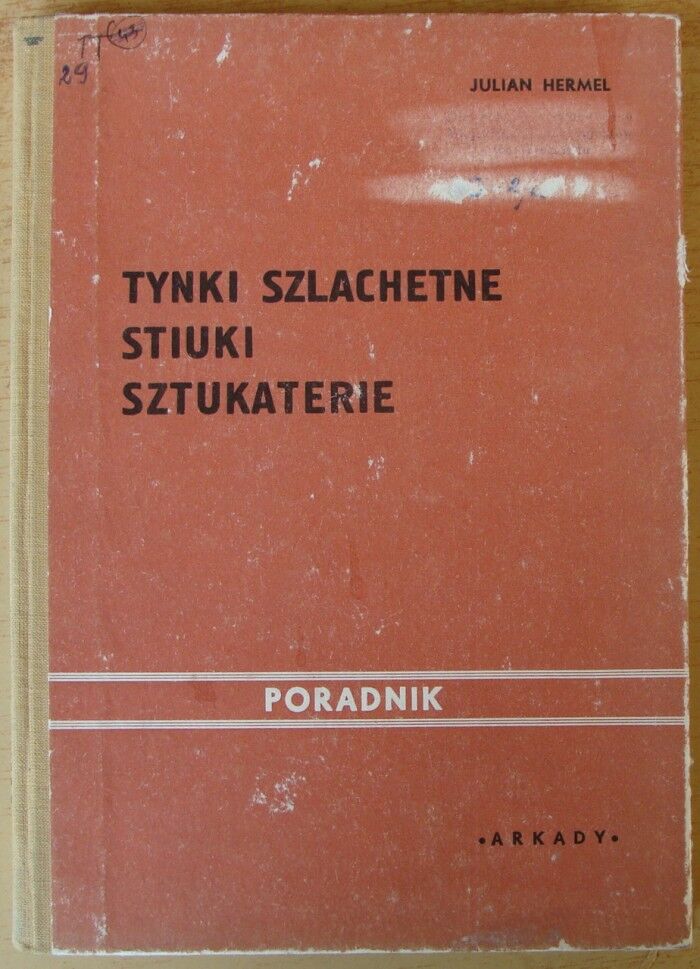 29
JULIAN HERMEL
TYNKI SZLACHETNE
STIUKI
SZTUKATERIE
PORADNIK
•ARKADY•